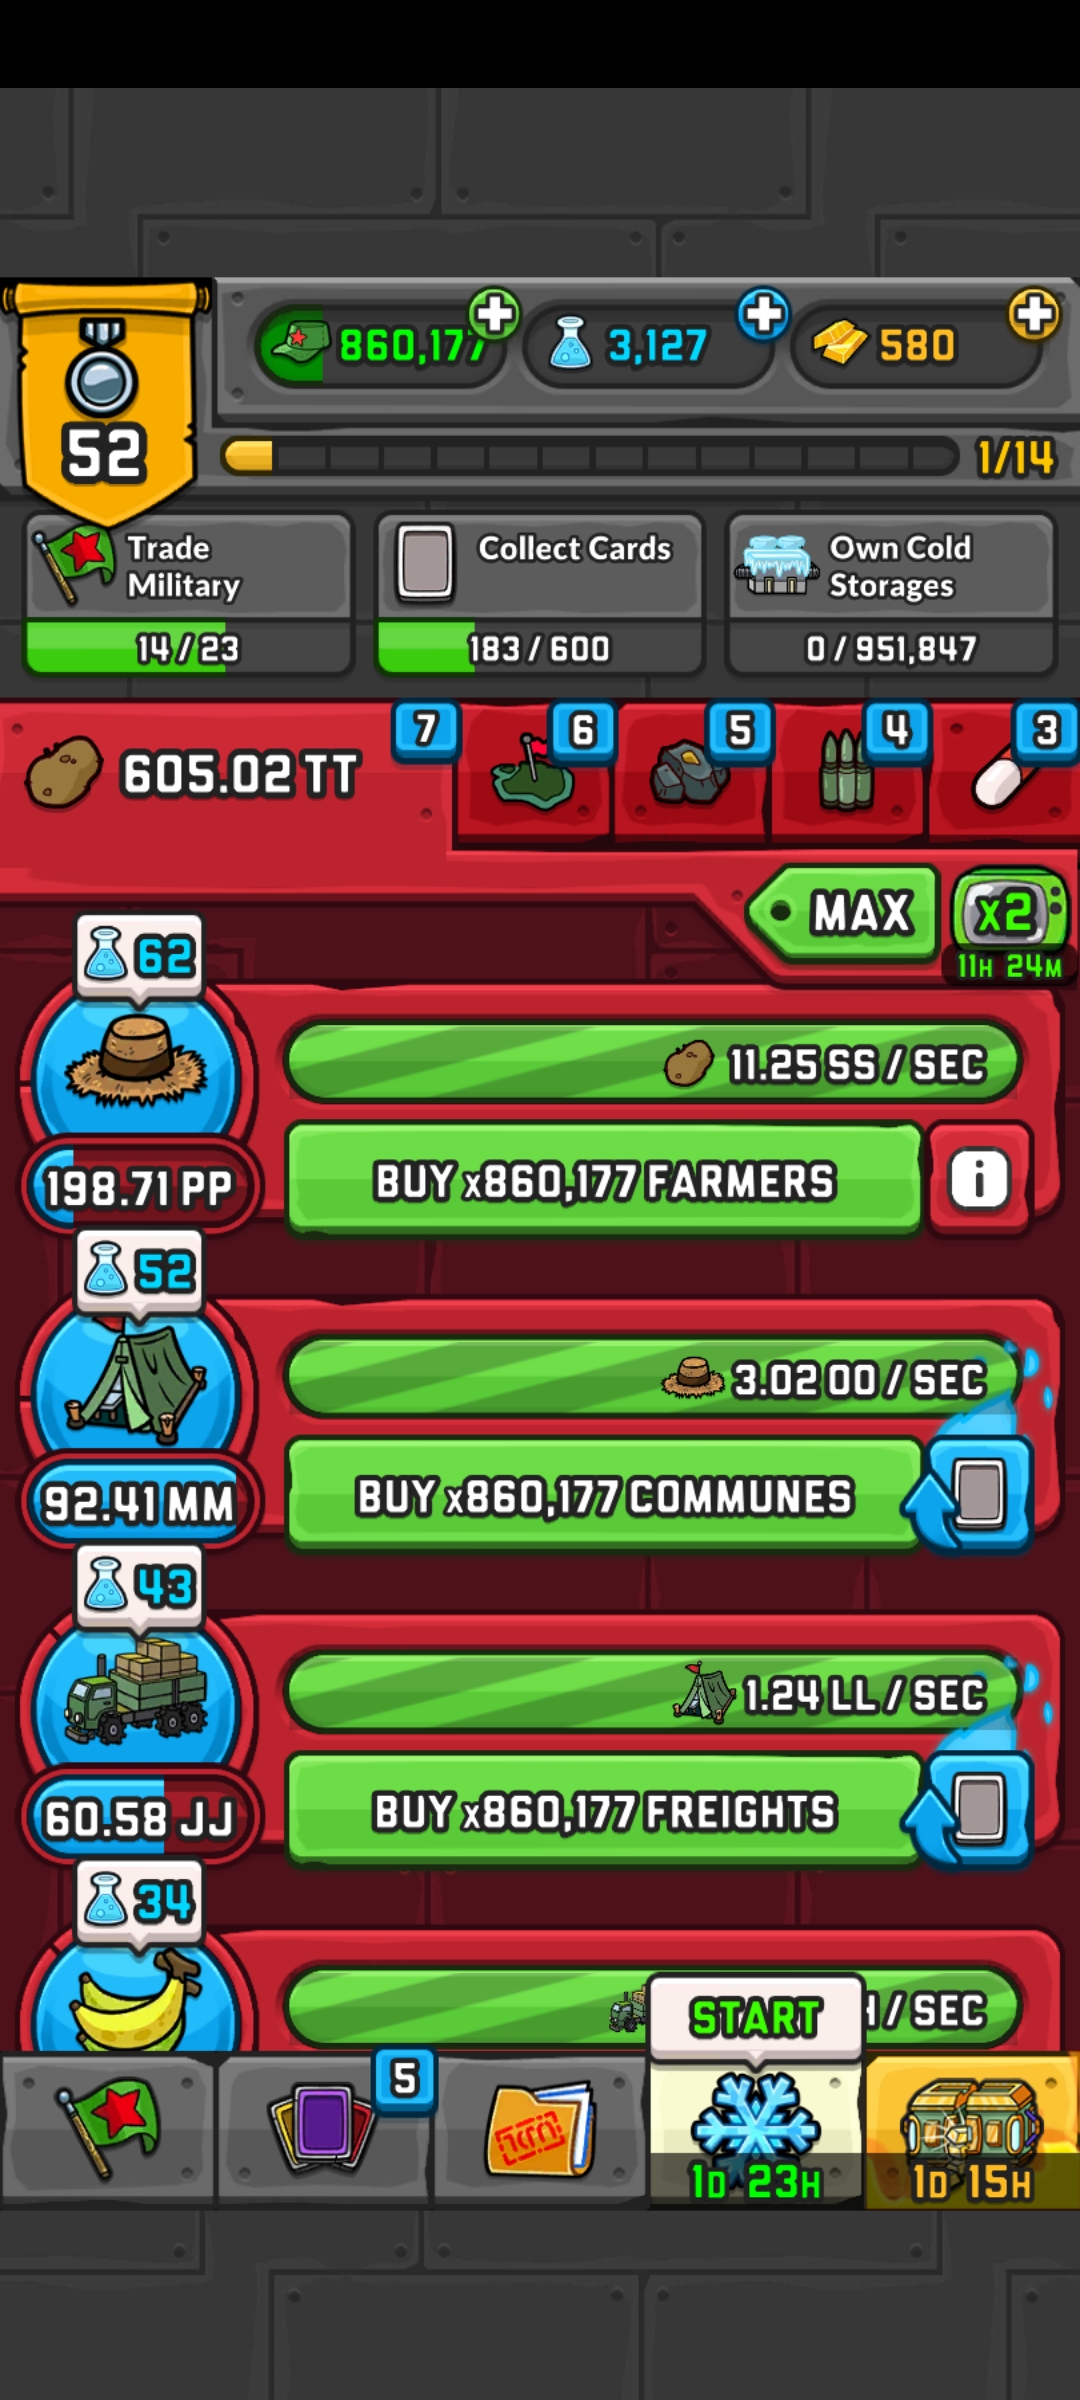 860,177
3,127
580
52
1/14
Trade
Military
14/23
Collect Cards
183/600
Own Cold
Storages
0/951,847
605.02 TT
7
6
5
4
3
MAX
x2
11H 24M
62
11.25 SS / SEC
198.71 PP
BUY x860,177 FARMERS
i
52
3.02 OO / SEC
92.41 MM
BUY x860,177 COMMUNES
43
1.24 LL / SEC
60.58 JJ
BUY x860,177 FREIGHTS
34
/ SEC
START
5
1D 23H
1D 15H